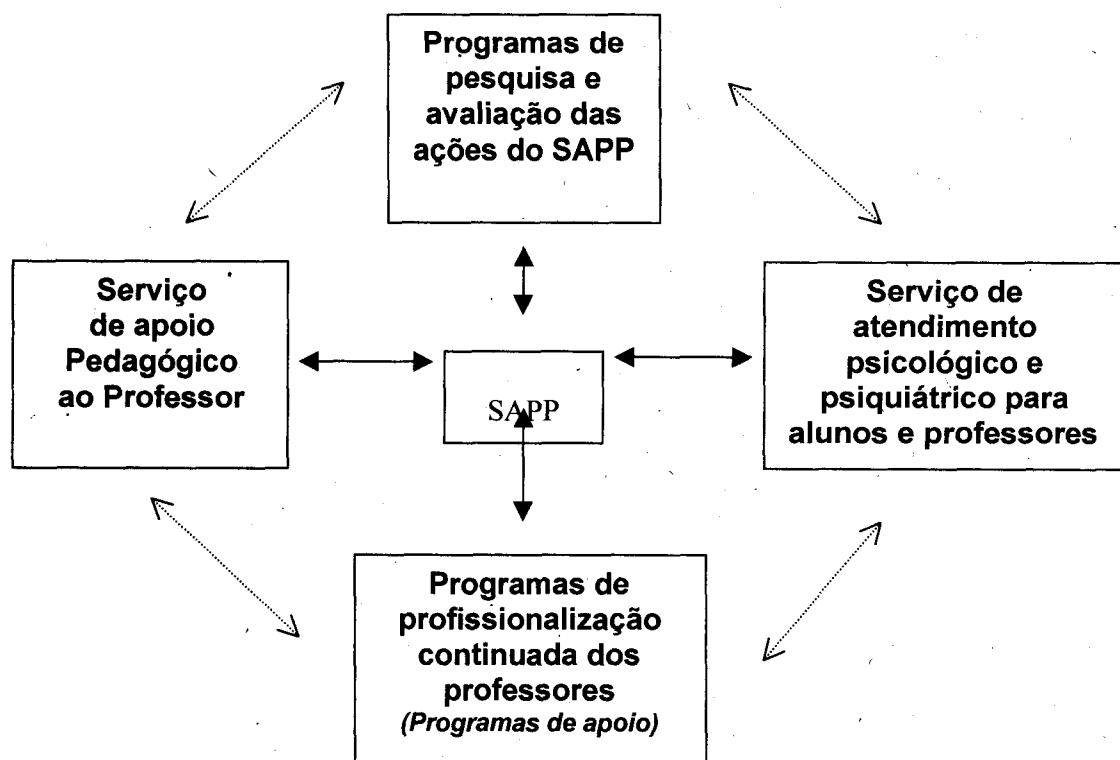 Programas de
pesquisa e
avaliação das
ações do SAPP
Serviço
de apoio
Pedagógico
ao Professor
SAPP
Serviço de
atendimento
psicológico e
psiquiátrico para
alunos e professores
Programas de
profissionalização
continuada dos
professores
(Programas de apoio)